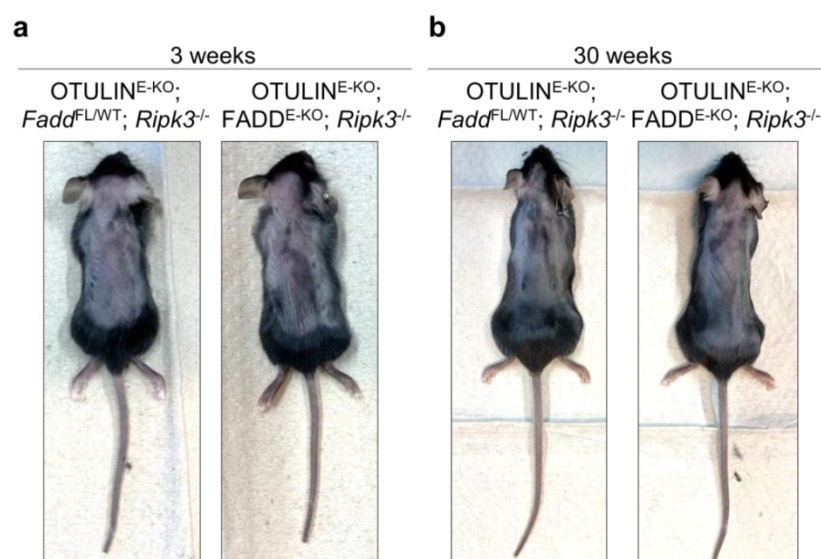 a
3 weeks
OTULINᴱ⁻ᴷᴼ;
Faddᶠᴸ/ᵂᵀ; Ripk3⁻/⁻
OTULINᴱ⁻ᴷᴼ;
FADDᴱ⁻ᴷᴼ; Ripk3⁻/⁻
b
30 weeks
OTULINᴱ⁻ᴷᴼ;
Faddᶠᴸ/ᵂᵀ; Ripk3⁻/⁻
OTULINᴱ⁻ᴷᴼ;
FADDᴱ⁻ᴷᴼ; Ripk3⁻/⁻